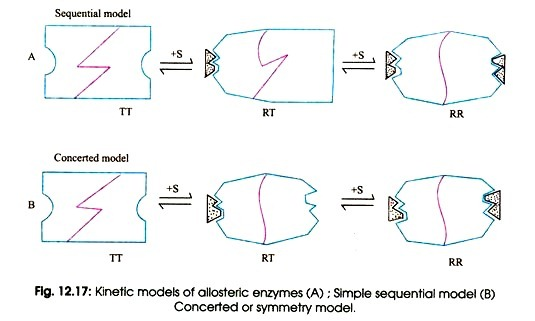 Sequential model
A
+S
+S
TT
RT
RR
Concerted model
B
+S
+S
TT
RT
RR
Fig. 12.17: Kinetic models of allosteric enzymes (A) ; Simple sequential model (B)
Concerted or symmetry model.